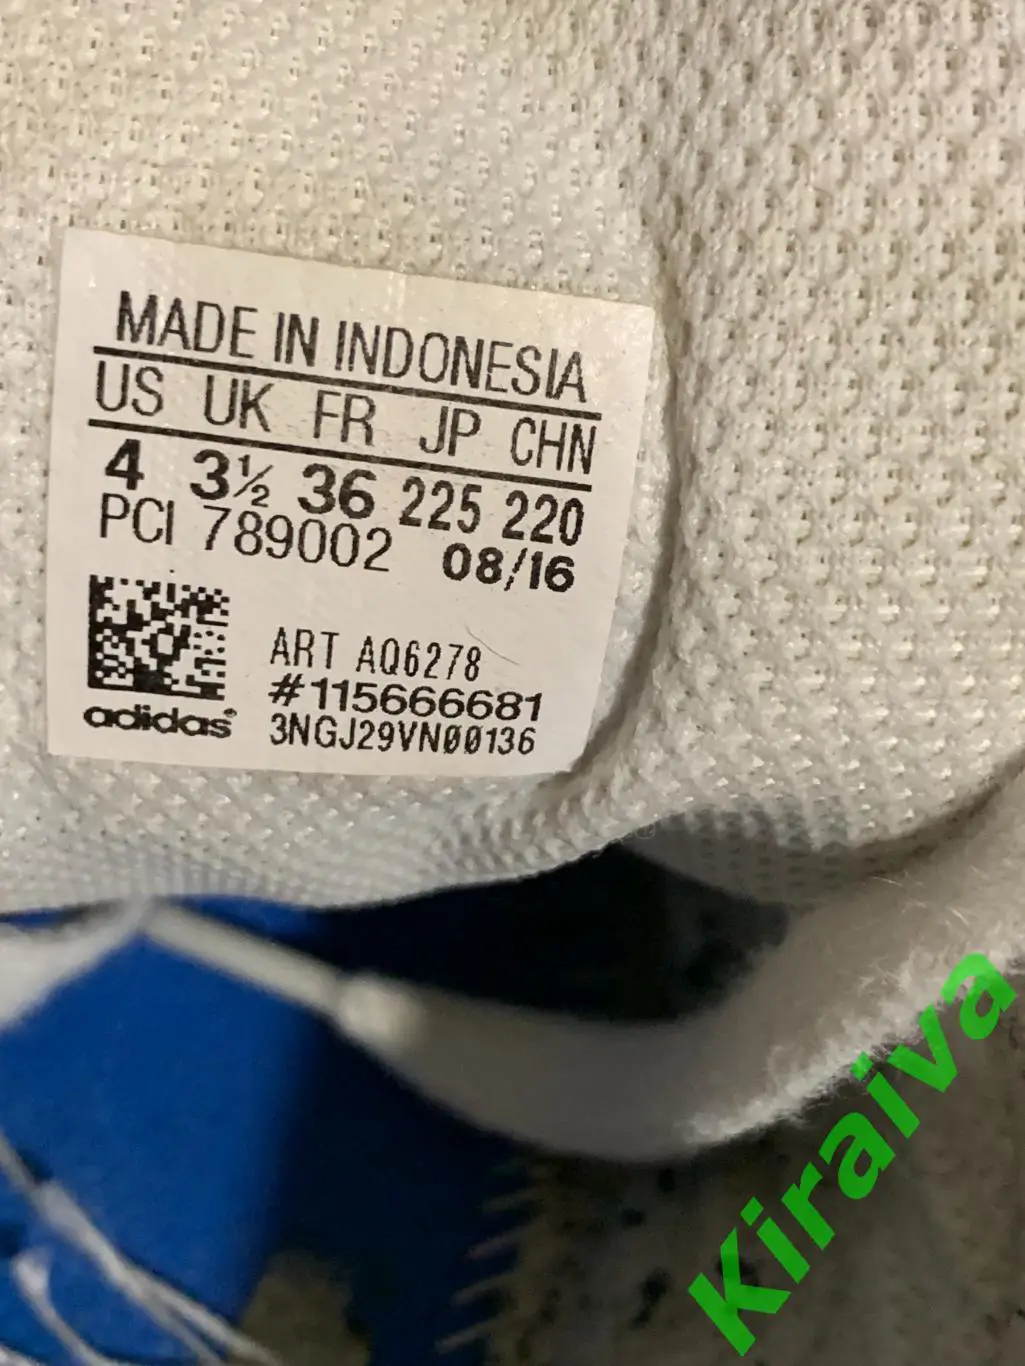 MADE IN INDONESIA
US UK FR JP CHN
4 3½ 36 225 220
PCI 789002 08/16
ART AQ6278
#115666681
adidas 3NGJ29VN00136
Kiraiva